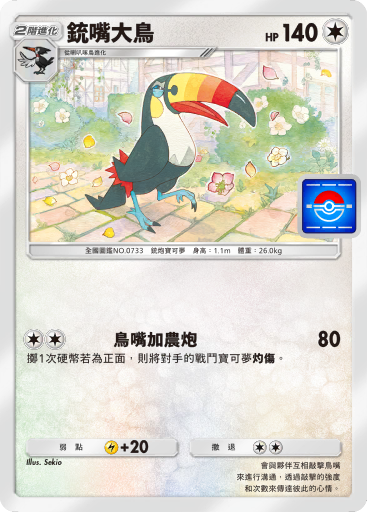 2階進化
銃嘴大鳥
HP 140
從喇叭啄鳥進化
全國圖鑑NO.0733 銃炮寶可夢 身高：1.1m 體重：26.0kg
鳥嘴加農炮 80
擲1次硬幣若為正面，則將對手的戰鬥寶可夢灼傷。
弱點 +20 撤退
Illus. Sekio
會與夥伴互相敲擊鳥嘴
來進行溝通，透過敲擊的強度
和次數來傳達彼此的心情。